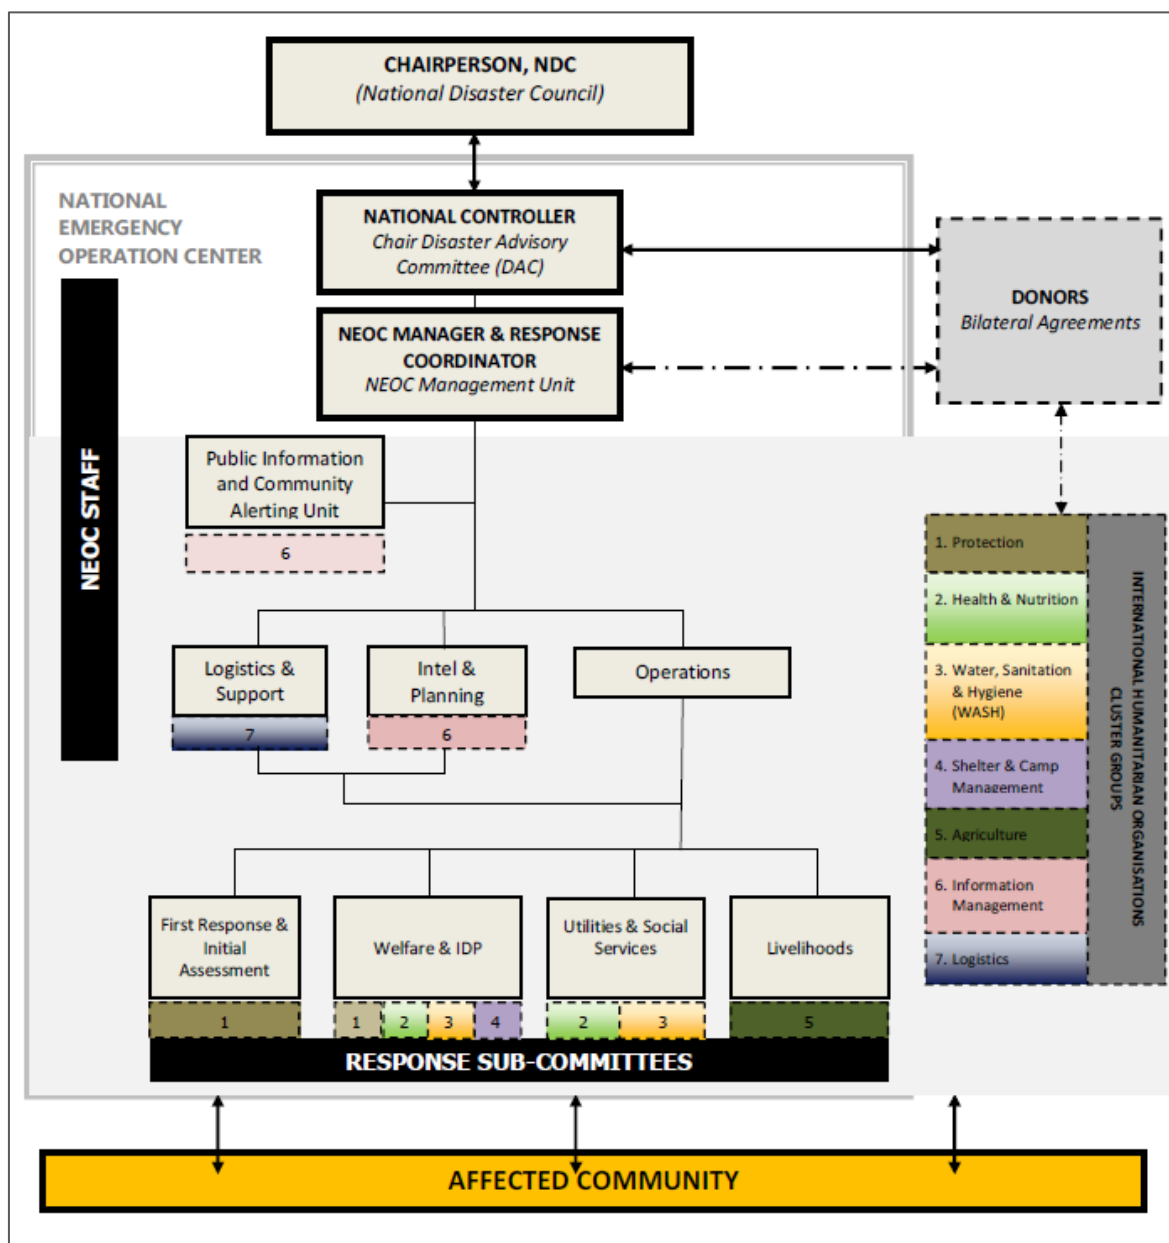 CHAIRPERSON, NDC
(National Disaster Council)
NATIONAL
EMERGENCY
OPERATION CENTER
NATIONAL CONTROLLER
Chair Disaster Advisory
Committee (DAC)
DONORS
Bilateral Agreements
NEOC MANAGER & RESPONSE
COORDINATOR
NEOC Management Unit
NEOC STAFF
Public Information
and Community
Alerting Unit
6
Logistics &
Support
7
Intel &
Planning
6
Operations
1. Protection
2. Health & Nutrition
3. Water, Sanitation
& Hygiene
(WASH)
4. Shelter & Camp
Management
5. Agriculture
6. Information
Management
7. Logistics
INTERNATIONAL HUMANITARIAN ORGANISATIONS
CLUSTER GROUPS
First Response &
Initial
Assessment
1
Welfare & IDP
1 2 3 4
Utilities & Social
Services
2 3
Livelihoods
5
RESPONSE SUB-COMMITTEES
AFFECTED COMMUNITY